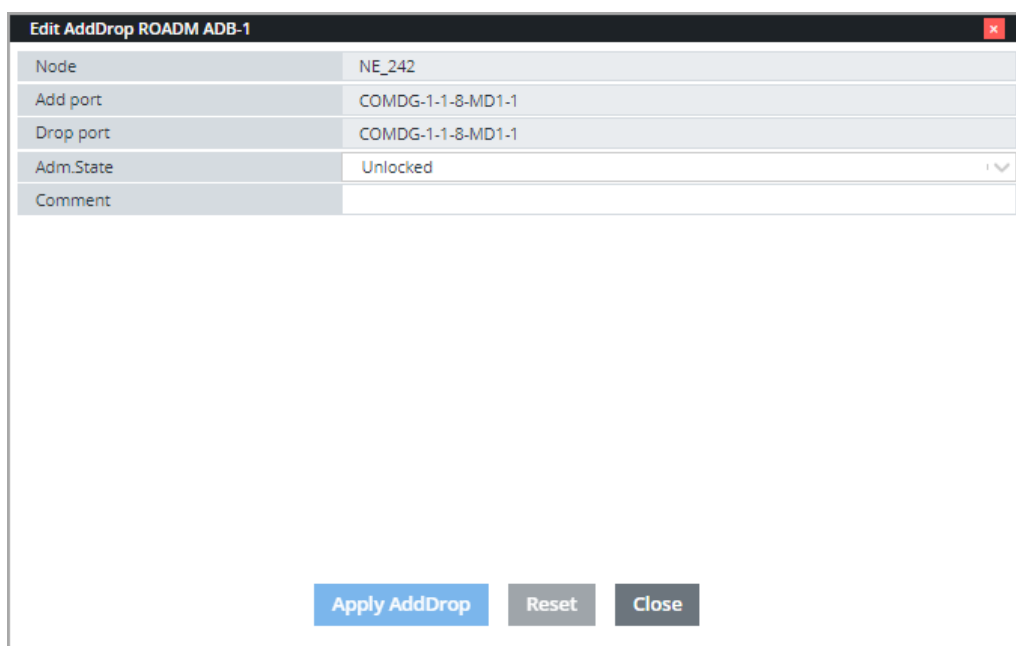 Edit AddDrop ROADM ADB-1
Node NE_242
Add port COMDG-1-1-8-MD1-1
Drop port COMDG-1-1-8-MD1-1
Adm.State Unlocked
Comment
Apply AddDrop Reset Close